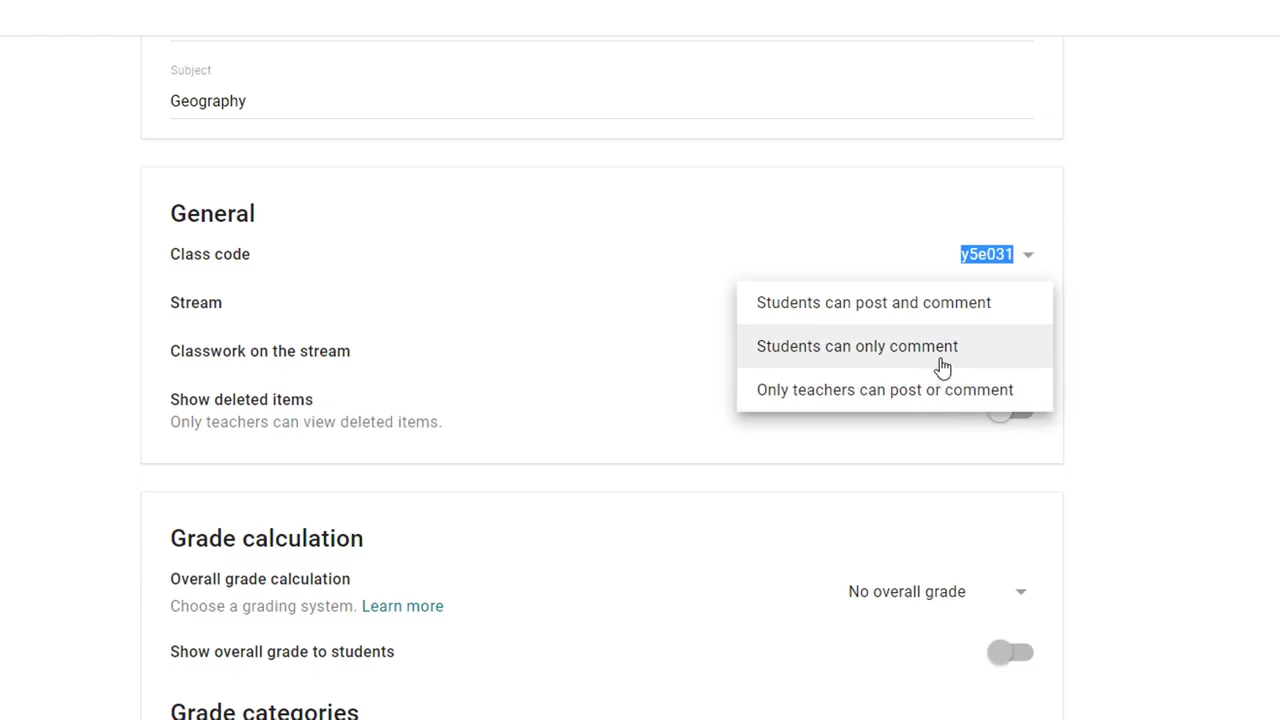 Subject
Geography
General
Class code
y5e031
Stream
Students can post and comment
Classwork on the stream
Students can only comment
Show deleted items
Only teachers can post or comment
Only teachers can view deleted items.
Grade calculation
Overall grade calculation
No overall grade
Choose a grading system. Learn more
Show overall grade to students
Grade categories